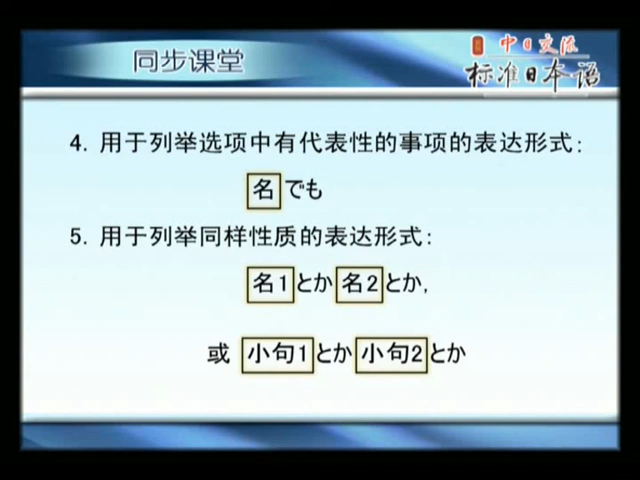 同步课堂
中日交流
标准日本语
4. 用于列举选项中有代表性的事项的表达形式:
名でも
5. 用于列举同样性质的表达形式:
名1とか名2とか,
或 小句1とか小句2とか